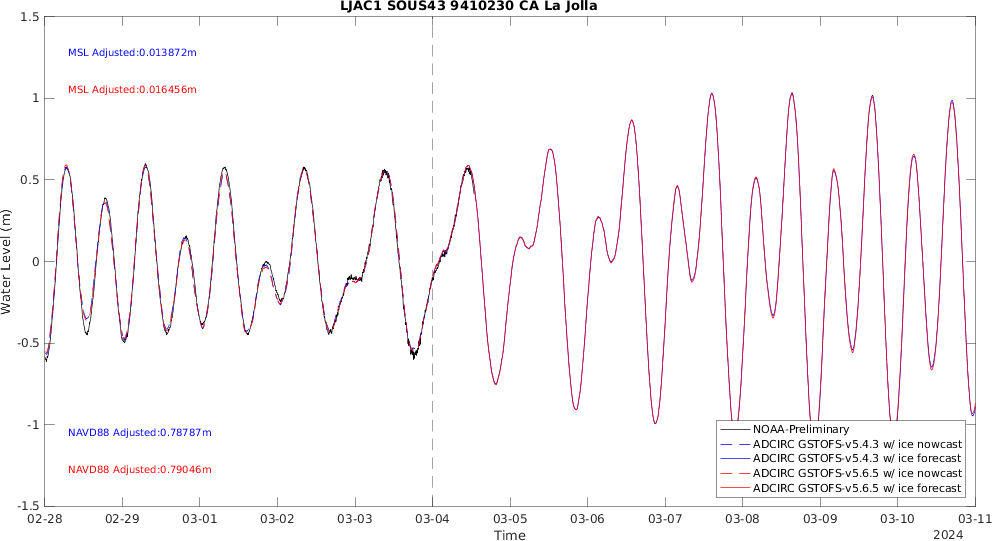 LJAC1 SOUS43 9410230 CA La Jolla
1.5
MSL Adjusted:0.013872m
MSL Adjusted:0.016456m
1
0.5
0
-0.5
-1
-1.5
Water Level (m)
NAVD88 Adjusted:0.78787m
NAVD88 Adjusted:0.79046m
NOAA-Preliminary
ADCIRC GSTOFS-v5.4.3 w/ ice nowcast
ADCIRC GSTOFS-v5.4.3 w/ ice forecast
ADCIRC GSTOFS-v5.6.5 w/ ice nowcast
ADCIRC GSTOFS-v5.6.5 w/ ice forecast
02-28 02-29 03-01 03-02 03-03 03-04 03-05 03-06 03-07 03-08 03-09 03-10 03-11
Time
2024